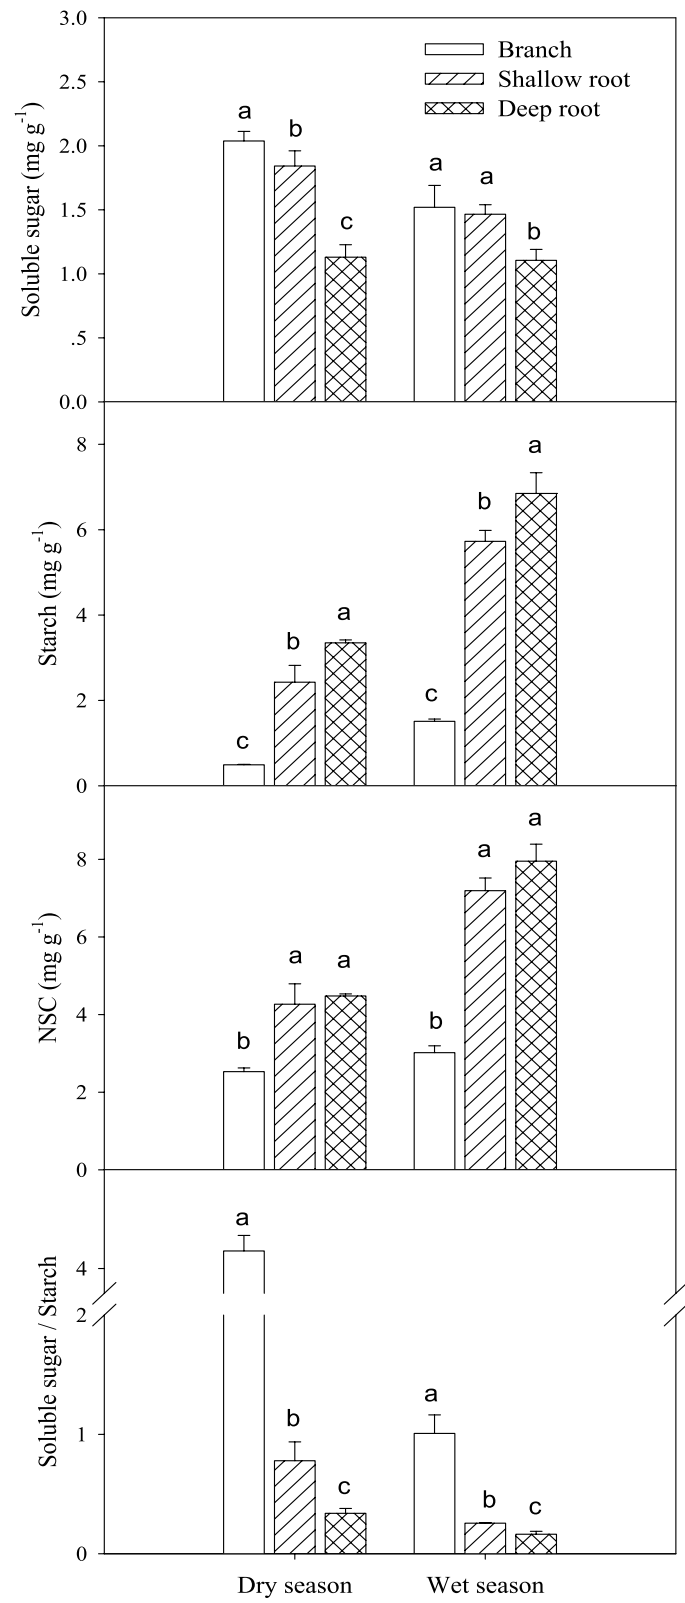 3.0
Branch
Shallow root
Deep root
2.5
2.0
1.5
1.0
.5
0.0
Soluble sugar (mg g-1)
a
b
c
a
a
b
8
6
4
2
0
Starch (mg g-1)
c
b
a
c
b
a
8
6
4
2
0
NSC (mg g-1)
b
a
a
b
a
a
4
2
1
0
Soluble sugar / Starch
a
b
c
a
b
c
Dry season
Wet season